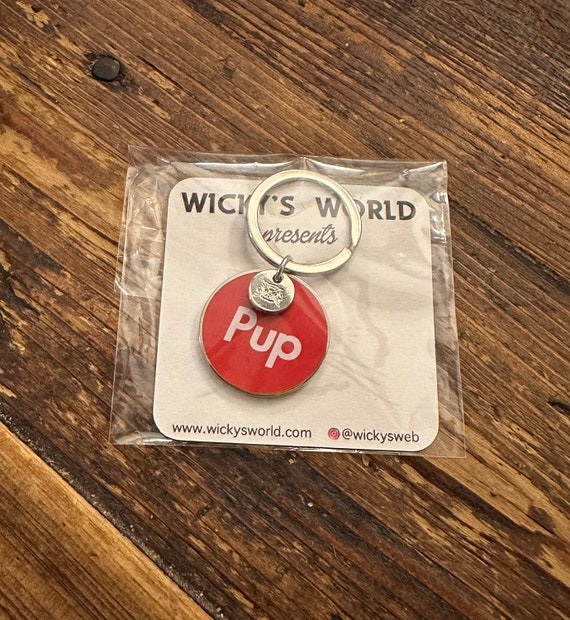 WICKY'S WORLD
presents
Pup
www.wickysworld.com @wickysweb